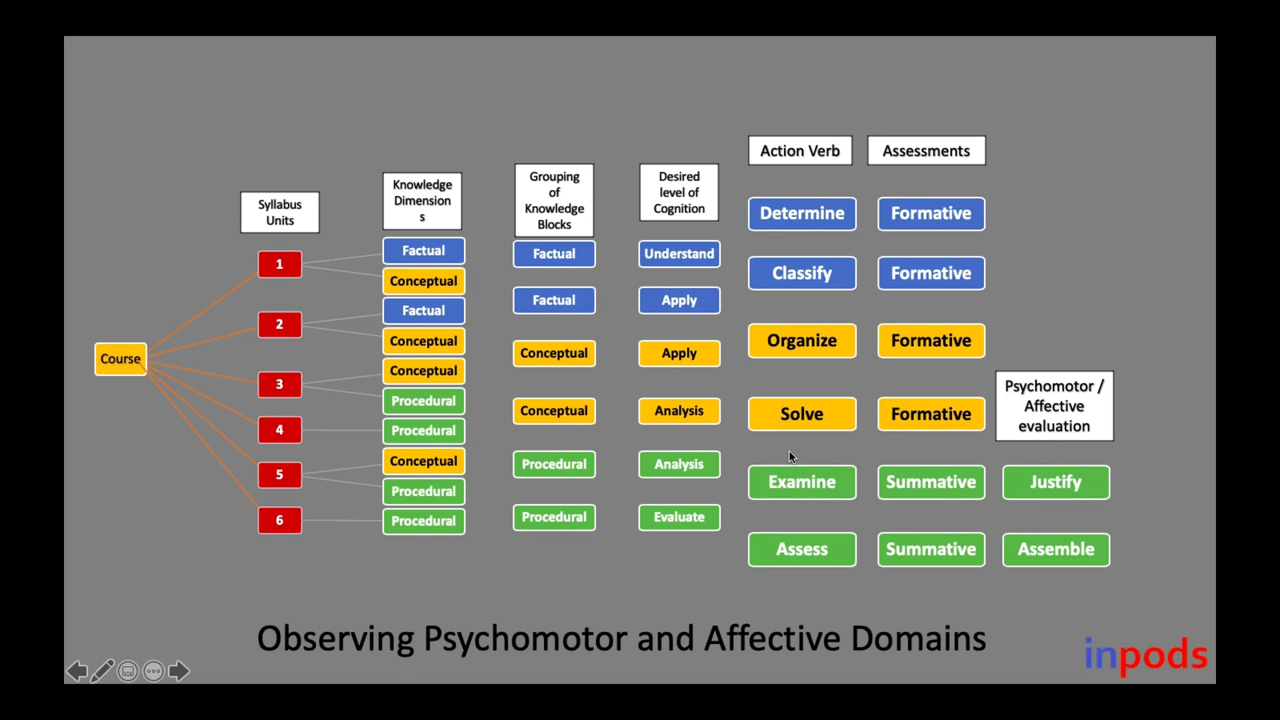 Action Verb
Assessments
Knowledge
Dimension
s
Grouping
of
Knowledge
Blocks
Desired
level of
Cognition
Syllabus
Units
Determine
Formative
1
Factual
Factual
Understand
Classify
Formative
Conceptual
Factual
Apply
2
Factual
Conceptual
Conceptual
Apply
Organize
Formative
Course
3
Conceptual
Procedural
Conceptual
Analysis
Solve
Formative
Psychomotor /
Affective
evaluation
4
Procedural
5
Conceptual
Procedural
Procedural
Analysis
Examine
Summative
Justify
6
Procedural
Procedural
Evaluate
Assess
Summative
Assemble
Observing Psychomotor and Affective Domains
inpods